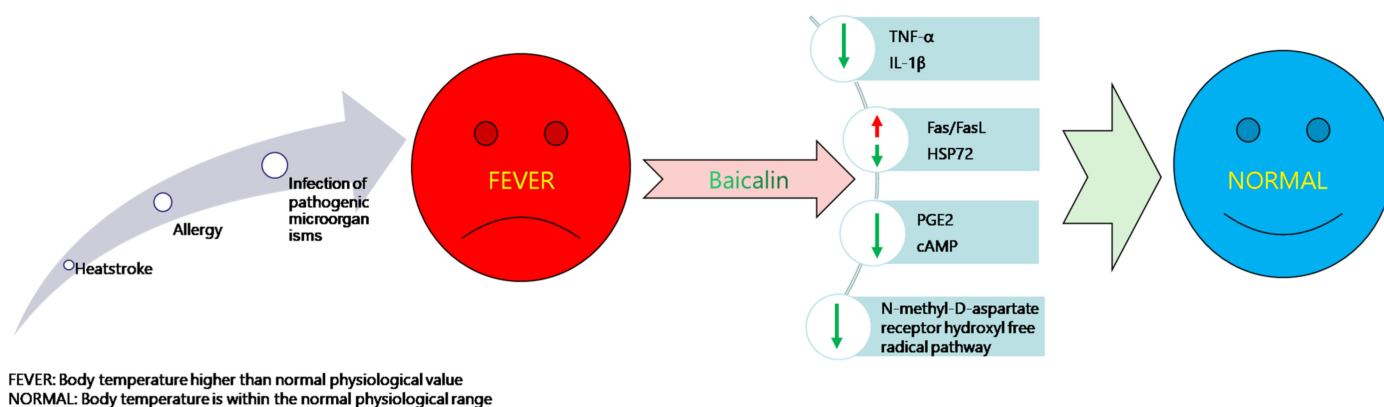 Heatstroke
Allergy
Infection of
pathogenic
microorgan
isms
FEVER
Baicalin
TNF-α
IL-1β
Fas/FasL
HSP72
PGE2
cAMP
N-methyl-D-aspartate
receptor hydroxyl free
radical pathway
NORMAL
FEVER: Body temperature higher than normal physiological value
NORMAL: Body temperature is within the normal physiological range